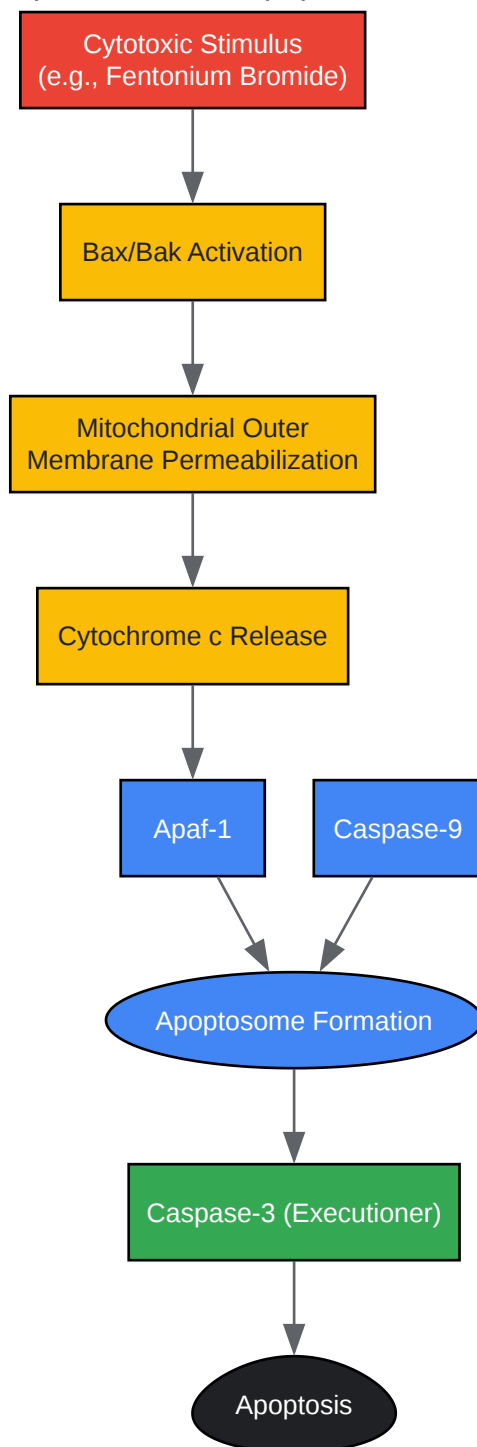 Cytotoxic Stimulus
(e.g., Fentonium Bromide)
Bax/Bak Activation
Mitochondrial Outer
Membrane Permeabilization
Cytochrome c Release
Apaf-1
Caspase-9
Apoptosome Formation
Caspase-3 (Executioner)
Apoptosis